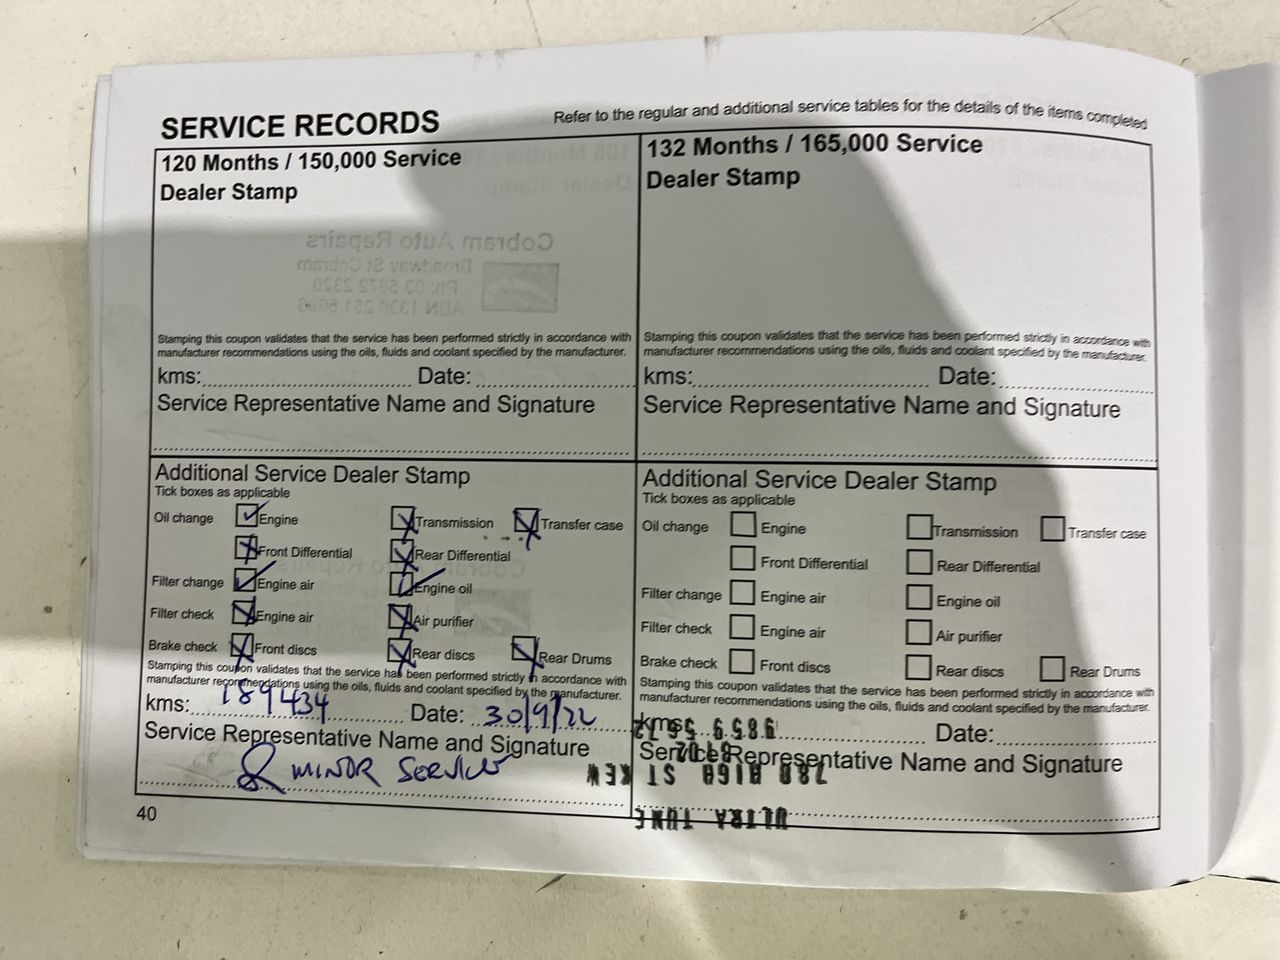 SERVICE RECORDS
Refer to the regular and additional service tables for the details of the items completed
120 Months / 150,000 Service
Dealer Stamp
Cobram Auto Repairs
Broadway St Cobram
Stamping this coupon validates that the service has been performed strictly in accordance with
manufacturer recommendations using the oils, fluids and coolant specified by the manufacturer.
kms: Date:
Service Representative Name and Signature
Additional Service Dealer Stamp
Tick boxes as applicable
Oil change Engine Transmission Transfer case
Front Differential Rear Differential
Filter change Engine air Engine oil
Filter check Engine air Air purifier
Brake check Front discs Rear discs Rear Drums
Stamping this coupon validates that the service has been performed strictly in accordance with
manufacturer recommendations using the oils, fluids and coolant specified by the manufacturer.
kms: 189434 Date: 30/9/22
Service Representative Name and Signature
MINOR SERVICE
40
132 Months / 165,000 Service
Dealer Stamp
Stamping this coupon validates that the service has been performed strictly in accordance with
manufacturer recommendations using the oils, fluids and coolant specified by the manufacturer.
kms: Date:
Service Representative Name and Signature
Additional Service Dealer Stamp
Tick boxes as applicable
Oil change Engine Transmission Transfer case
Front Differential Rear Differential
Filter change Engine air Engine oil
Filter check Engine air Air purifier
Brake check Front discs Rear discs Rear Drums
Stamping this coupon validates that the service has been performed strictly in accordance with
manufacturer recommendations using the oils, fluids and coolant specified by the manufacturer.
kms: Date:
Service Representative Name and Signature
ULTRA TUNE
HIGH ST KEW